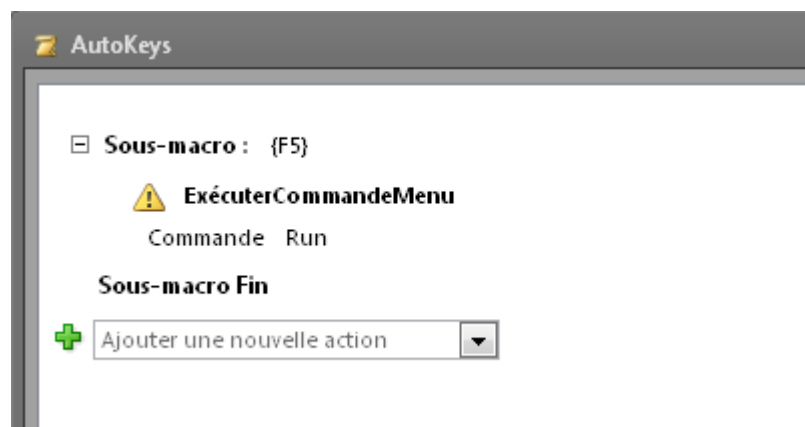 AutoKeys
Sous-macro : {F5}
ExécuterCommandeMenu
Commande Run
Sous-macro Fin
Ajouter une nouvelle action